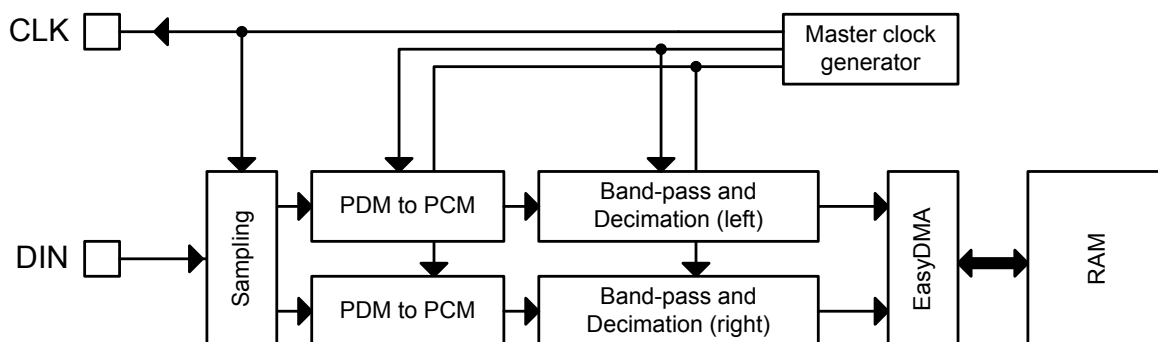 CLK
Master clock
generator
PDM to PCM
Band-pass and
Decimation (left)
DIN
Sampling
EasyDMA
RAM
PDM to PCM
Band-pass and
Decimation (right)